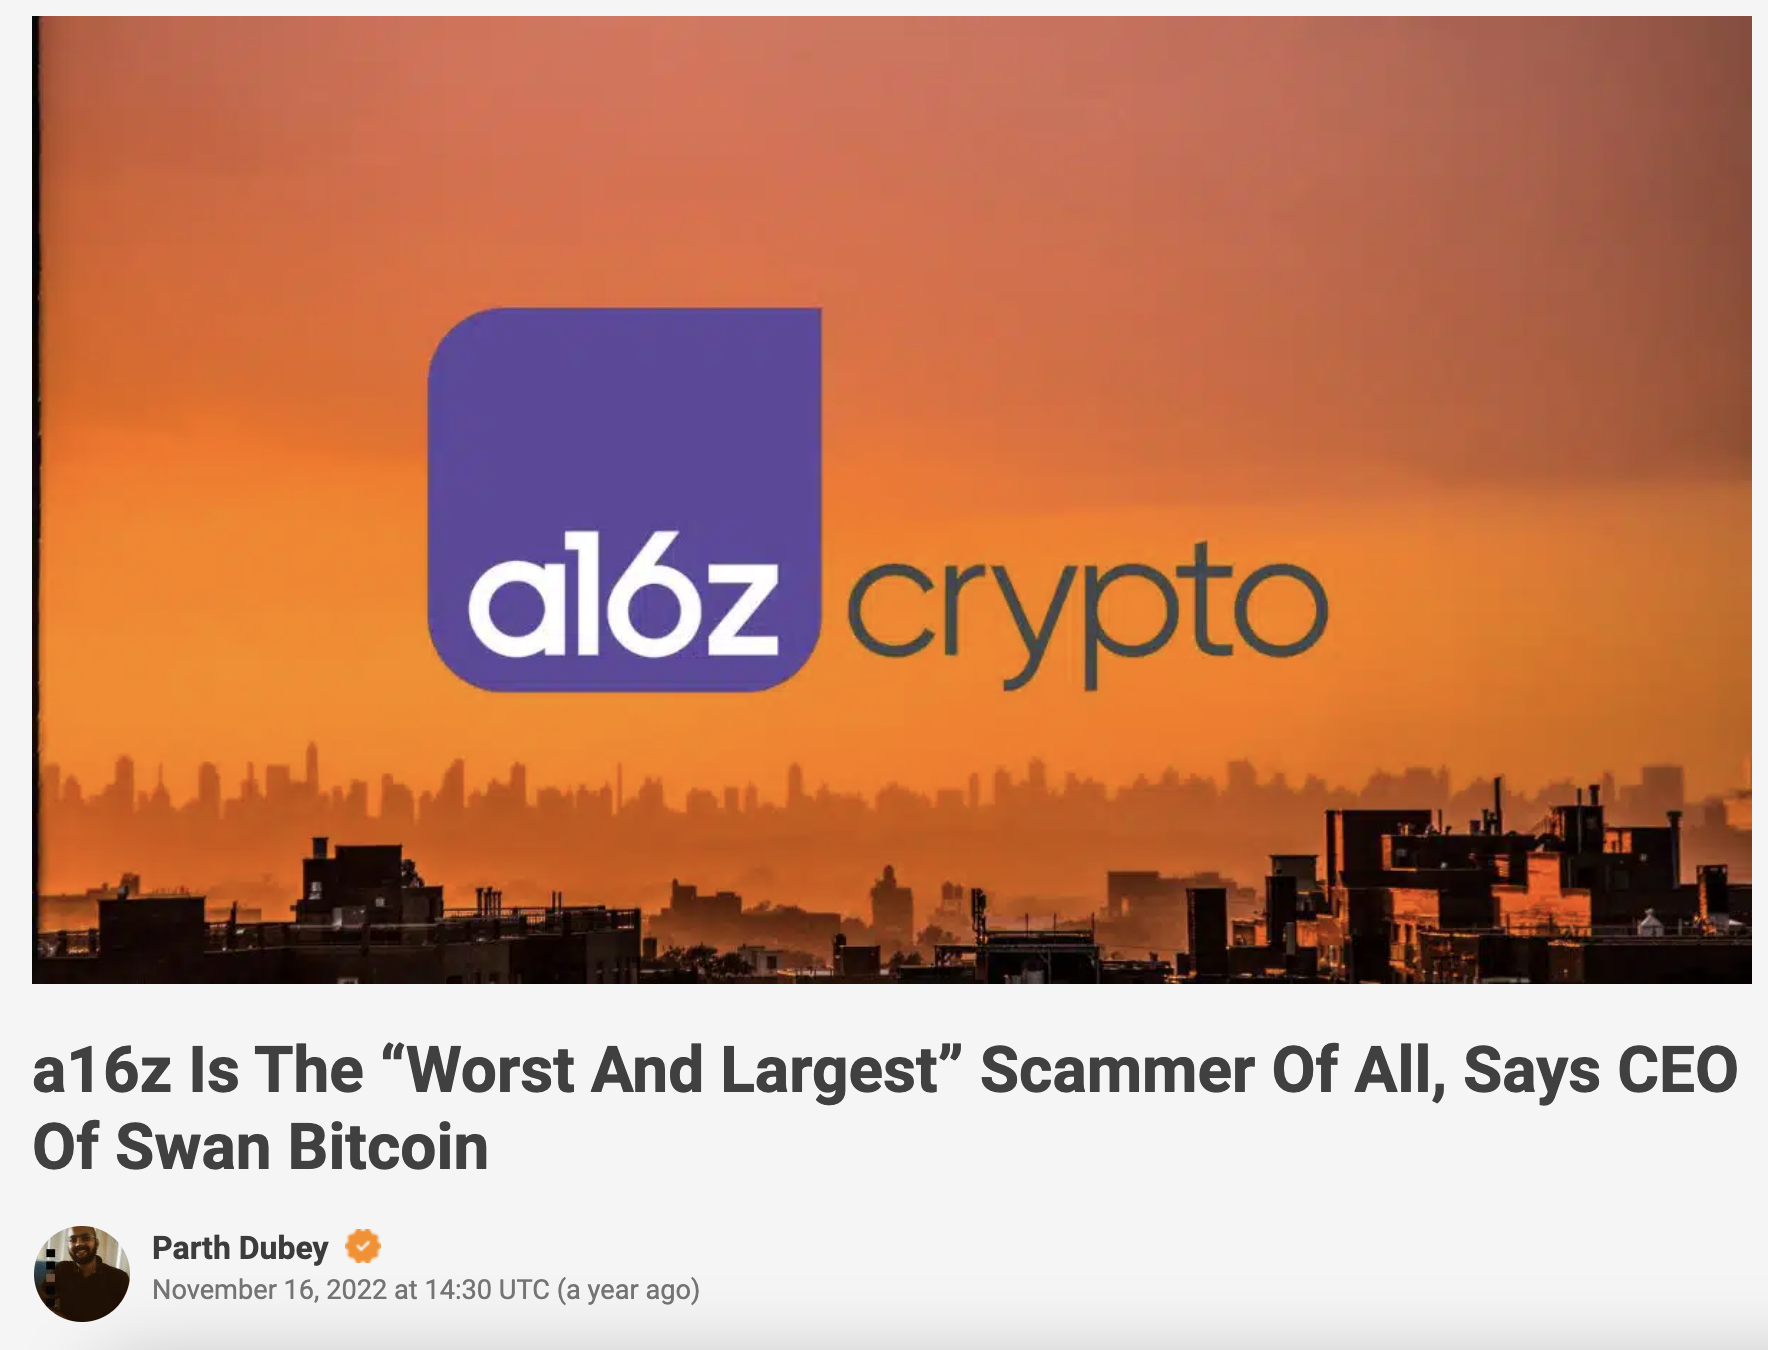 a16z crypto
a16z Is The “Worst And Largest” Scammer Of All, Says CEO
Of Swan Bitcoin
Parth Dubey
November 16, 2022 at 14:30 UTC (a year ago)